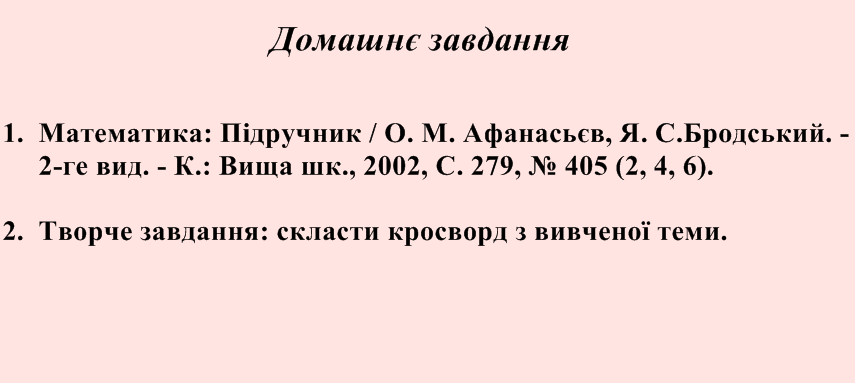 Домашнє завдання
1. Математика: Підручник / О. М. Афанасьєв, Я. С.Бродський. -
2-ге вид. - К.: Вища шк., 2002, С. 279, № 405 (2, 4, 6).
2. Творче завдання: скласти кросворд з вивченої теми.